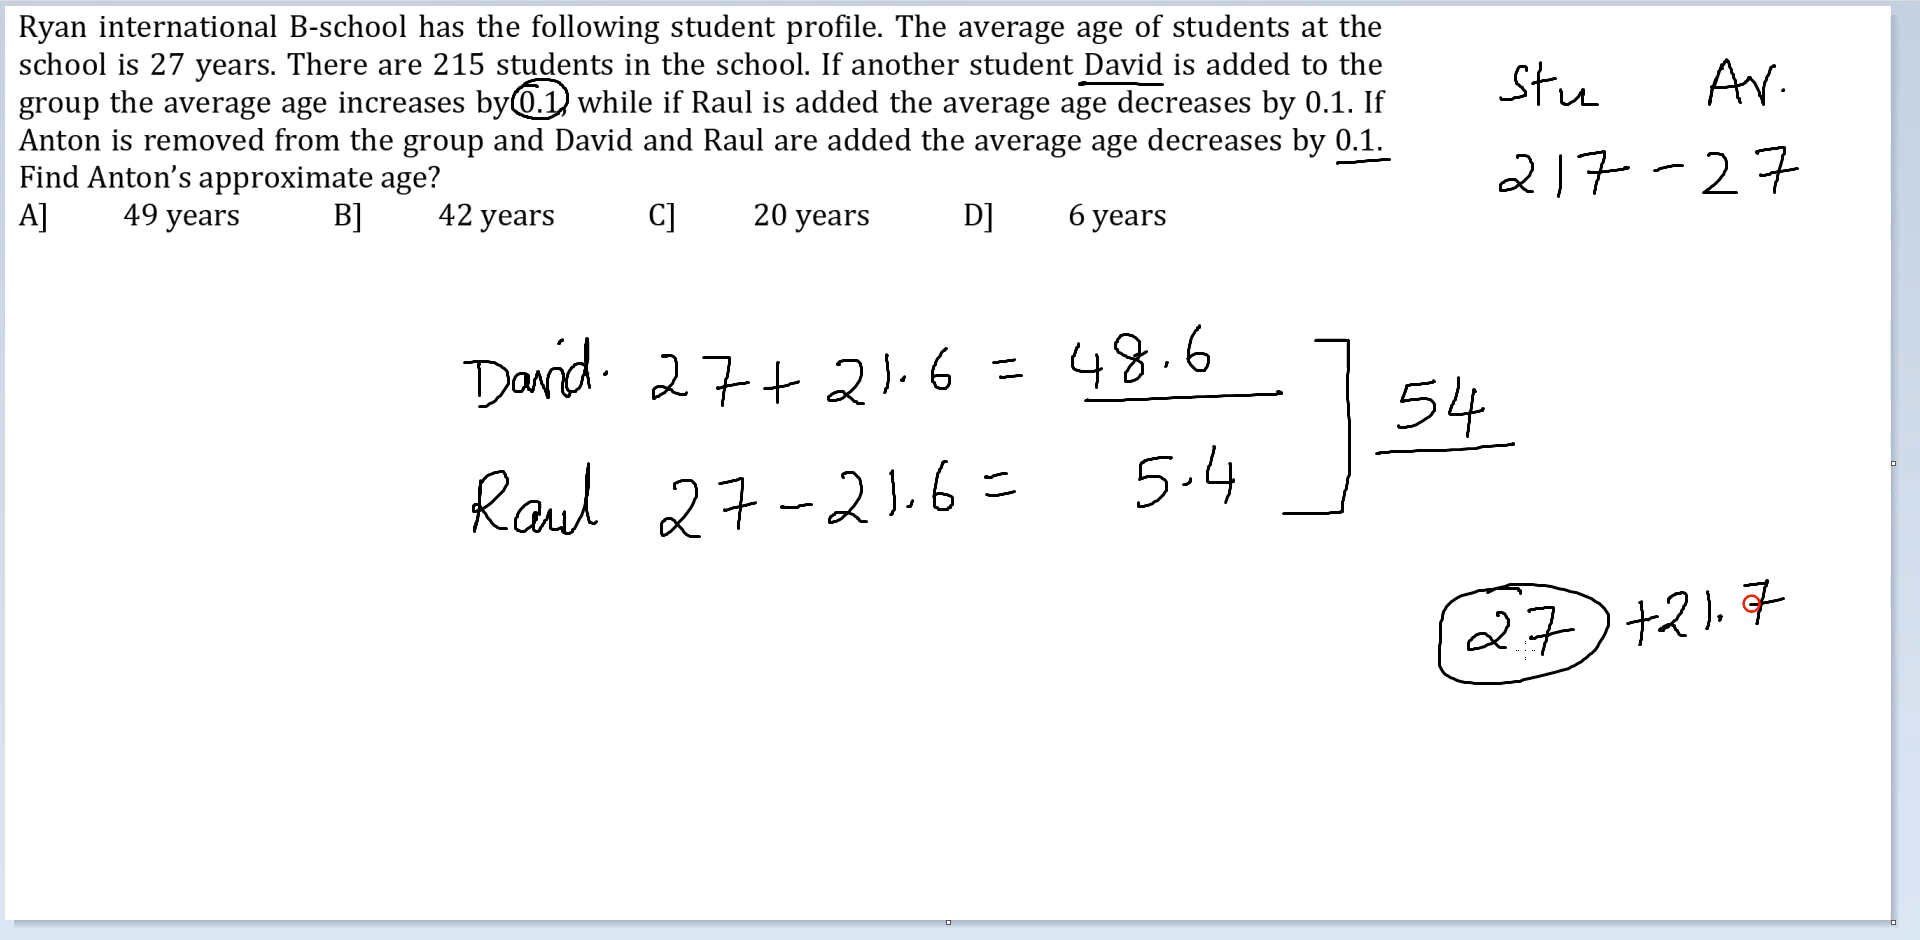 Ryan international B-school has the following student profile. The average age of students at the
school is 27 years. There are 215 students in the school. If another student David is added to the
group the average age increases by 0.1, while if Raul is added the average age decreases by 0.1. If
Anton is removed from the group and David and Raul are added the average age decreases by 0.1.
Find Anton's approximate age?
A] 49 years B] 42 years C] 20 years D] 6 years
Stu Av.
217 - 27
David. 27 + 21.6 = 48.6
Raul 27 - 21.6 = 5.4
54
27 + 21.7